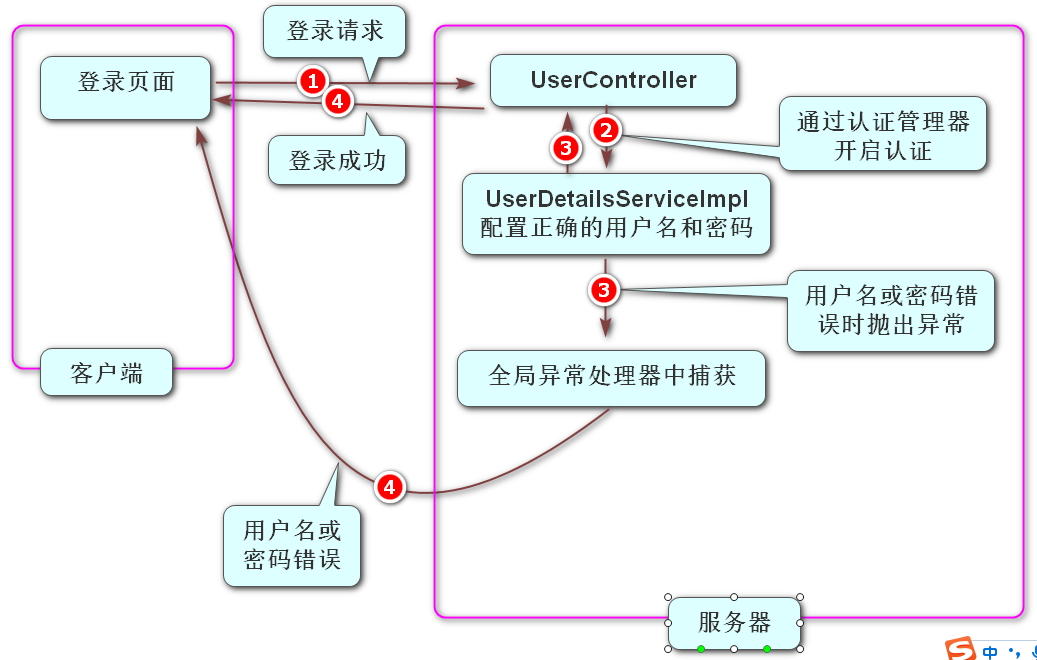 登录请求
登录页面
1
UserController
4
登录成功
2
通过认证管理器
开启认证
3
UserDetailsServiceImpl
配置正确的用户名和密码
3
用户名或密码错
误时抛出异常
客户端
全局异常处理器中捕获
4
用户名或
密码错误
服务器
S
中